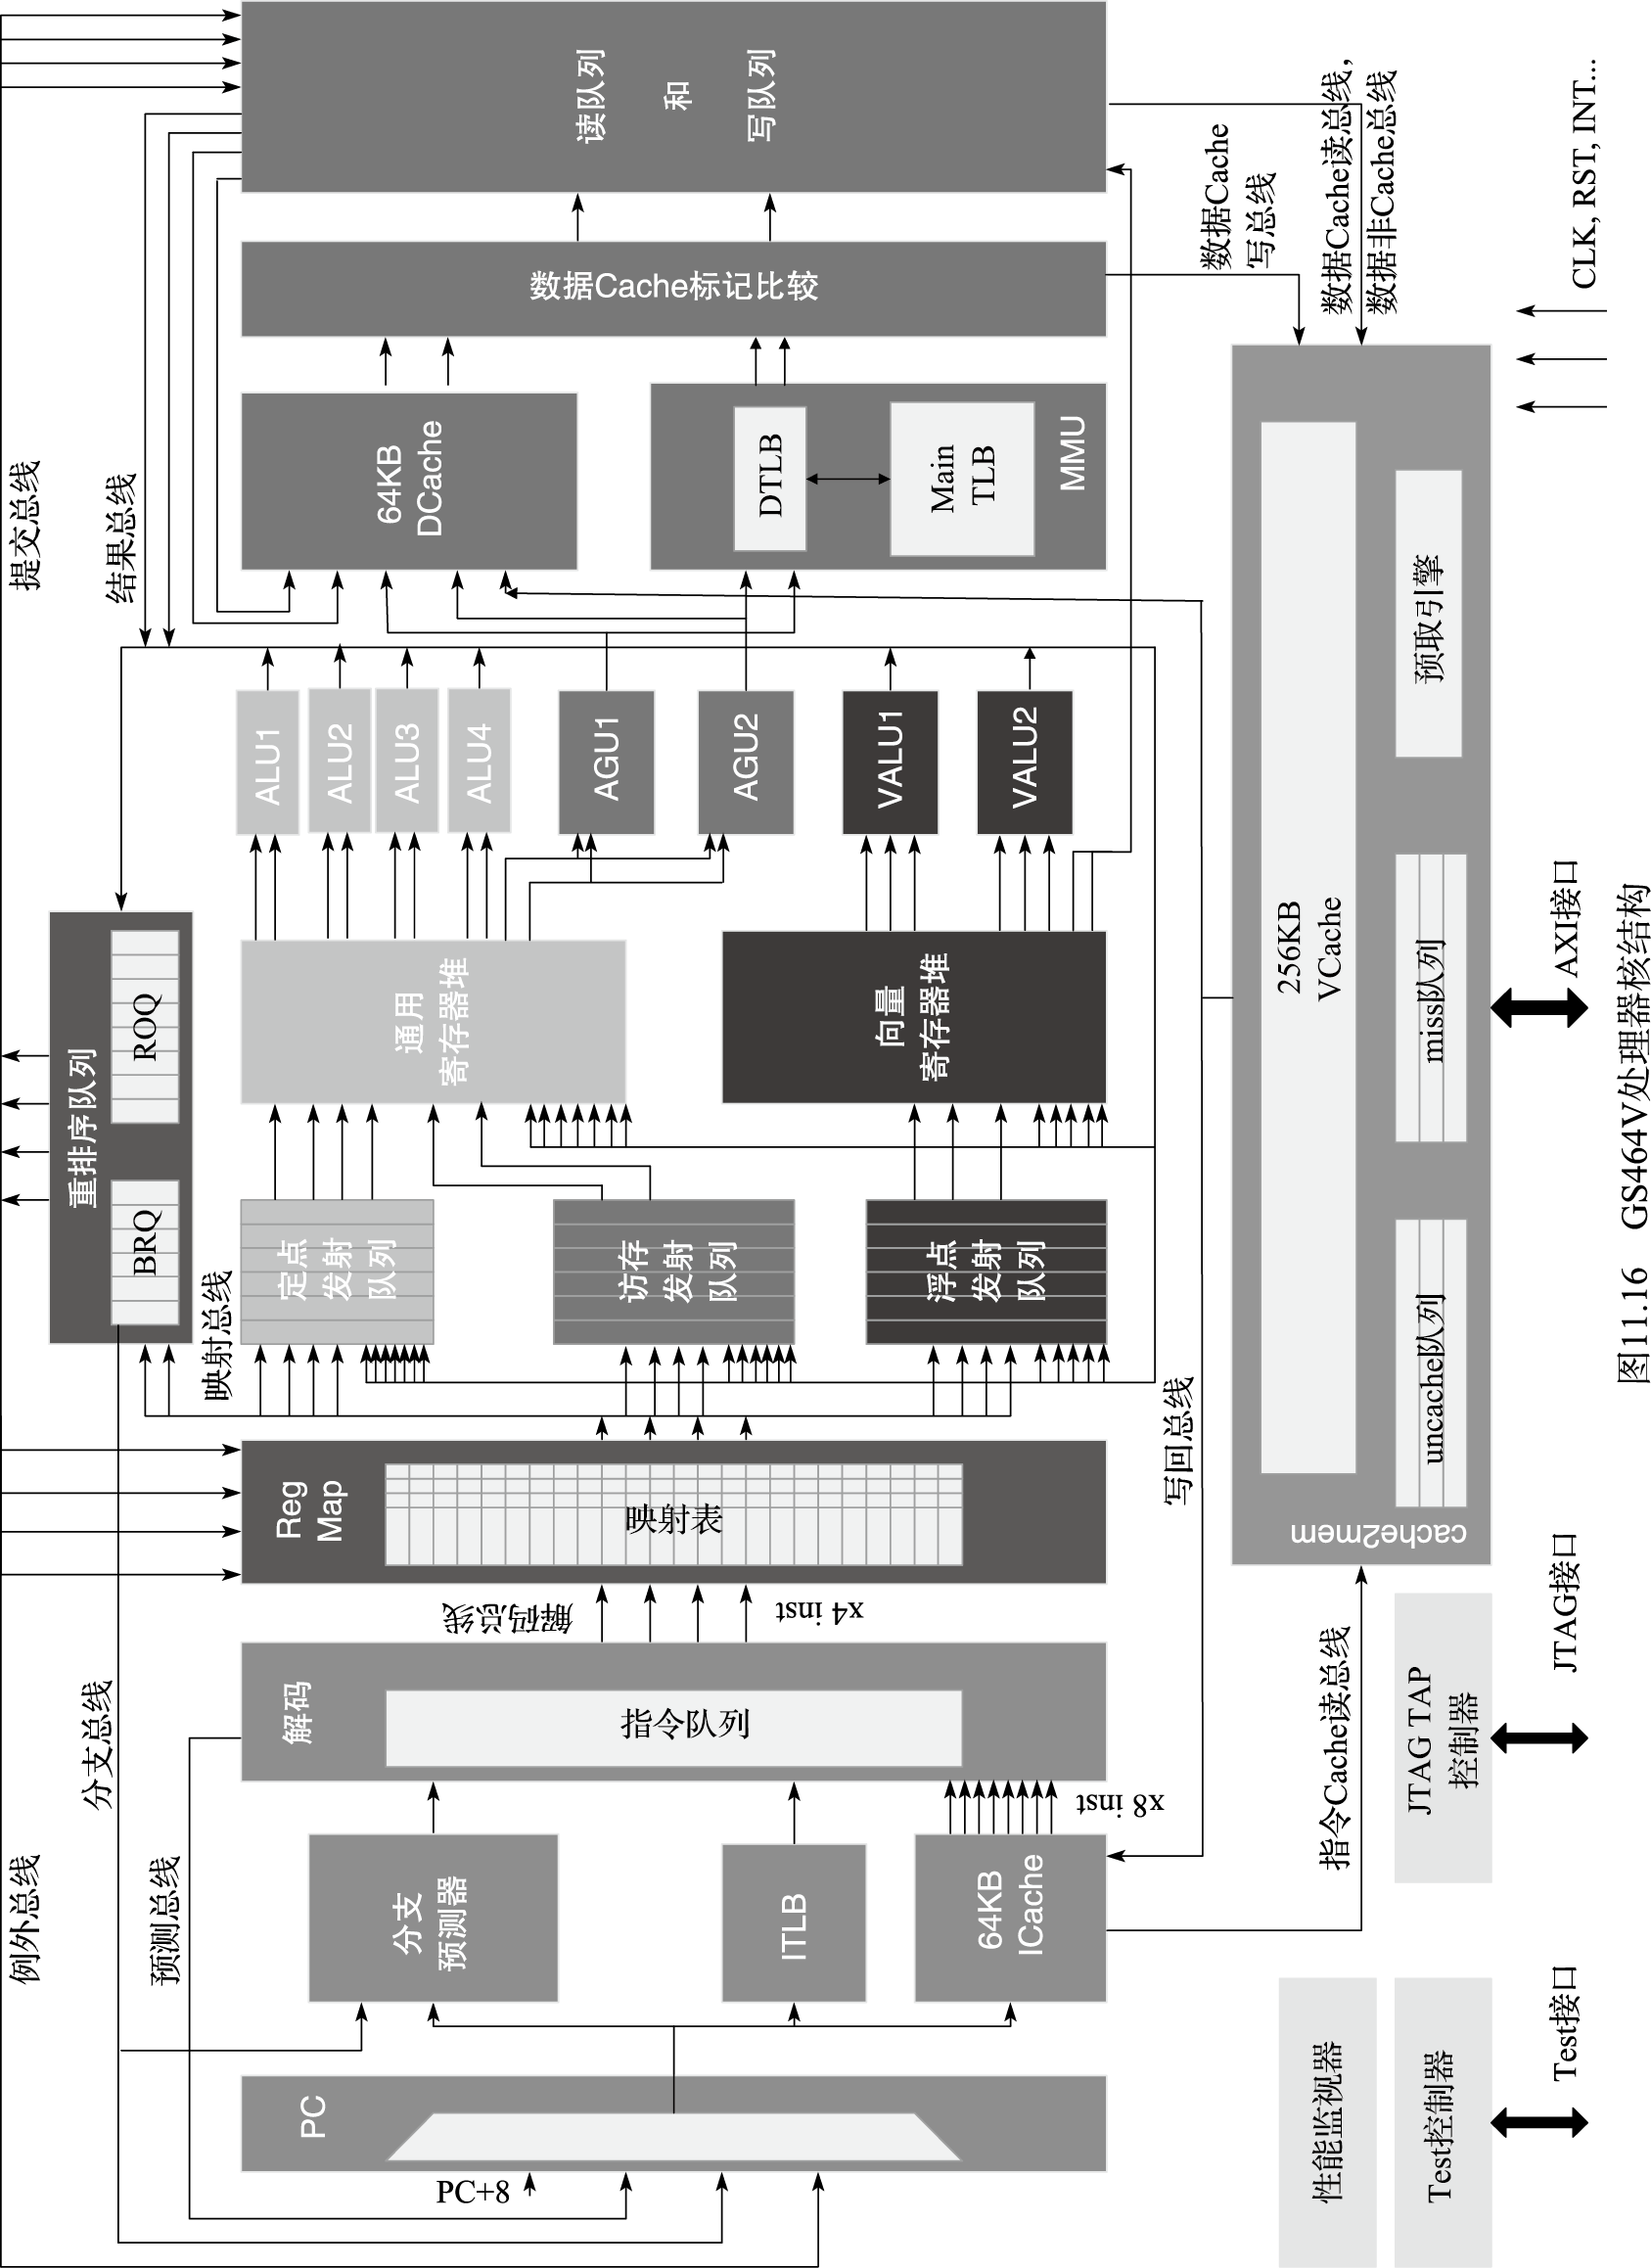 例外总线
提交总线
分支总线
预测总线
映射总线
结果总线
重排序队列
BRQ
ROQ
PC
PC+8
分支
预测器
ITLB
64KB
ICache
x8 inst
解码
指令队列
解码总线
x4 inst
Reg
Map
映射表
定点
发射
队列
访存
发射
队列
浮点
发射
队列
通用
寄存器堆
向量
寄存器堆
ALU1
ALU2
ALU3
ALU4
AGU1
AGU2
VALU1
VALU2
64KB
DCache
DTLB
Main
TLB
MMU
数据Cache标记比较
读队列
和
写队列
写回总线
数据Cache
写总线
指令Cache读总线
数据Cache读总线，
数据非Cache总线
cache2mem
256KB
VCache
uncache队列
miss队列
预取引擎
性能监视器
Test控制器
JTAG TAP
控制器
Test接口
JTAG接口
AXI接口
CLK, RST, INT...
图11.16 GS464V处理器核结构